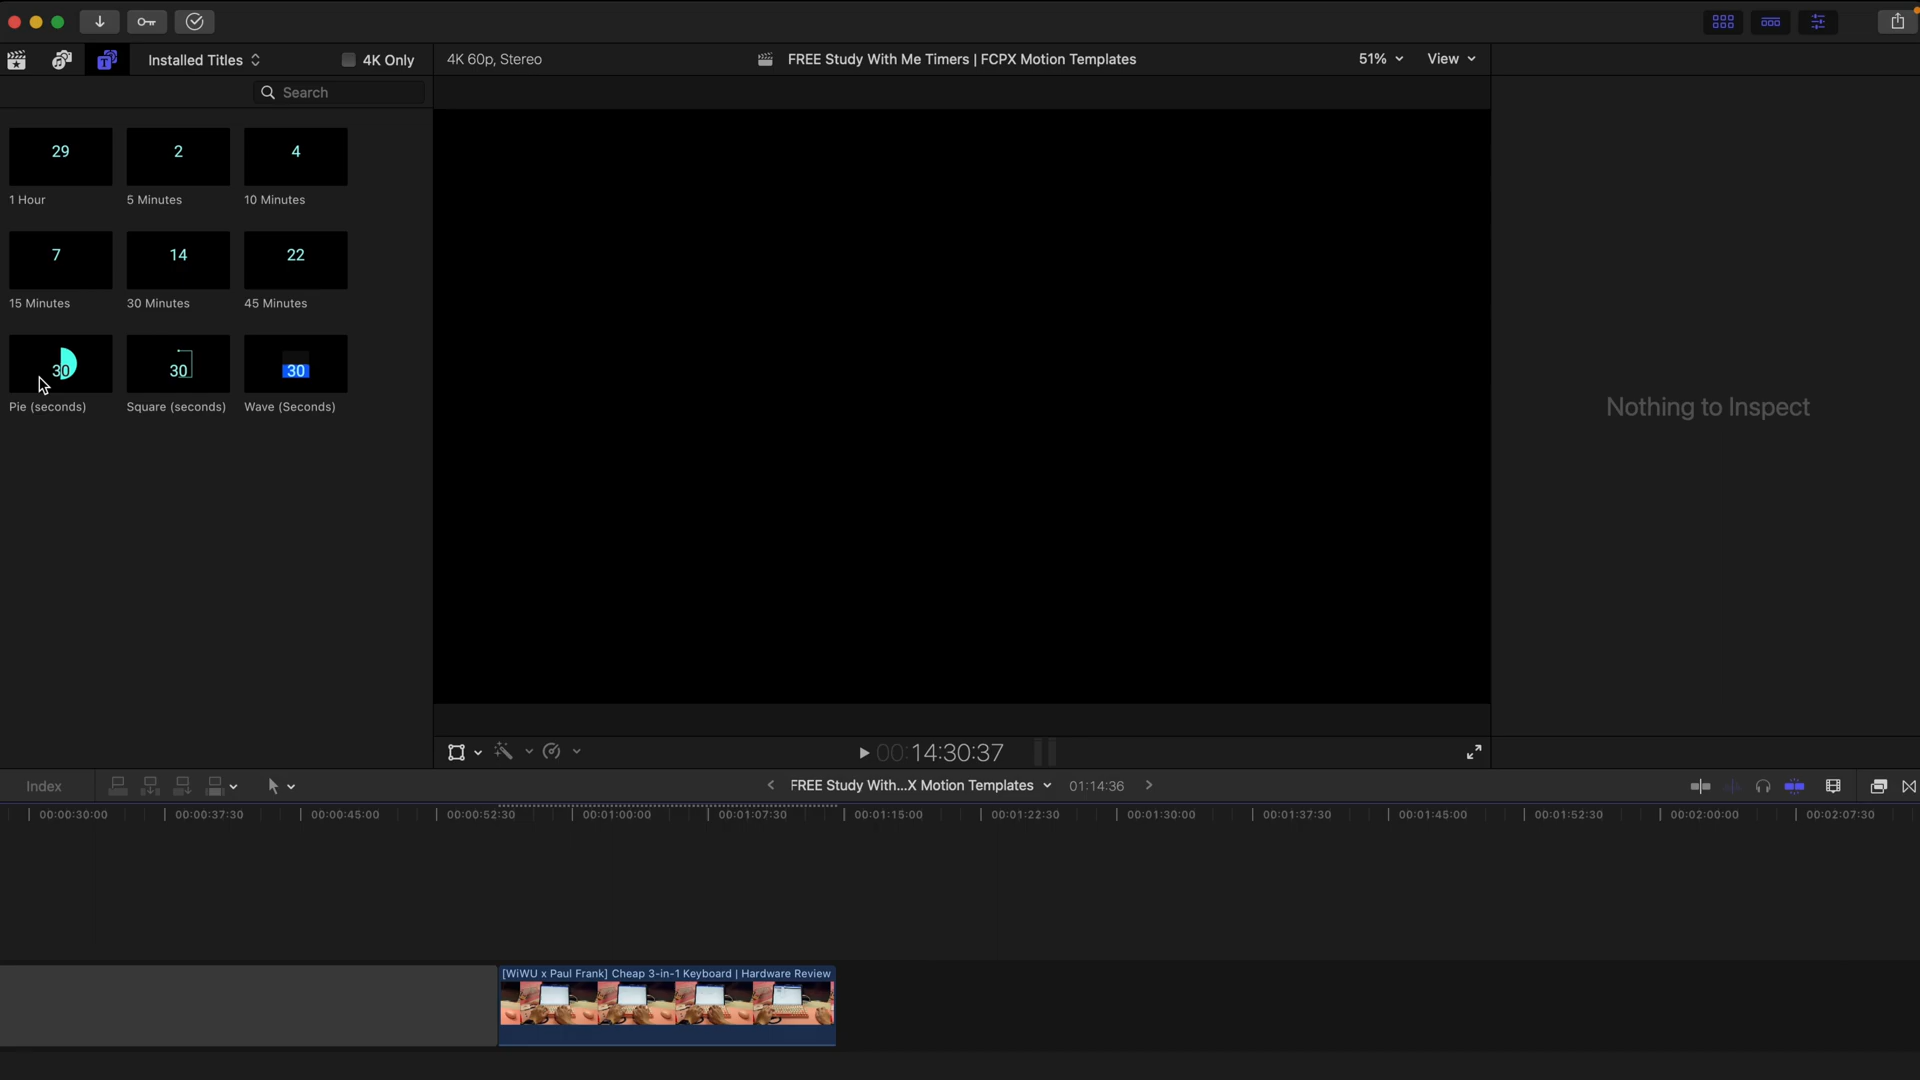 Installed Titles
4K Only
4K 60p, Stereo
FREE Study With Me Timers | FCPX Motion Templates
51%
View
Search
29
2
4
1 Hour
5 Minutes
10 Minutes
7
14
22
15 Minutes
30 Minutes
45 Minutes
30
30
30
Pie (seconds)
Square (seconds)
Wave (Seconds)
Nothing to Inspect
00:14:30:37
Index
FREE Study With...X Motion Templates
01:14:36
00:00:30:00
00:00:37:30
00:00:45:00
00:00:52:30
00:01:00:00
00:01:07:30
00:01:15:00
00:01:22:30
00:01:30:00
00:01:37:30
00:01:45:00
00:01:52:30
00:02:00:00
00:02:07:30
[WiWU x Paul Frank] Cheap 3-in-1 Keyboard | Hardware Review